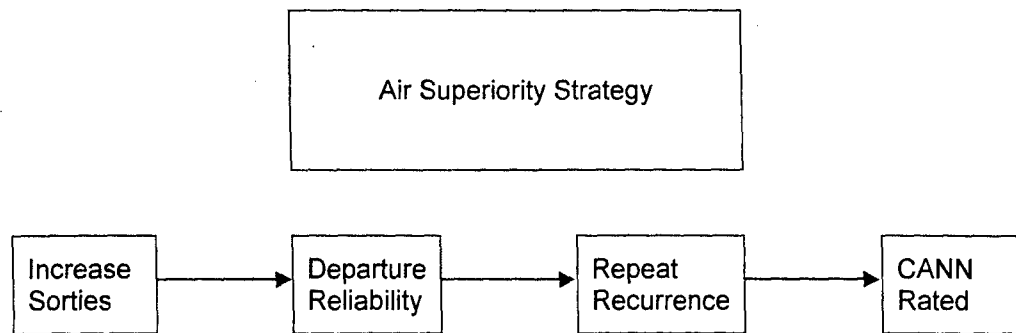 Air Superiority Strategy
Increase
Sorties
Departure
Reliability
Repeat
Recurrence
CANN
Rated